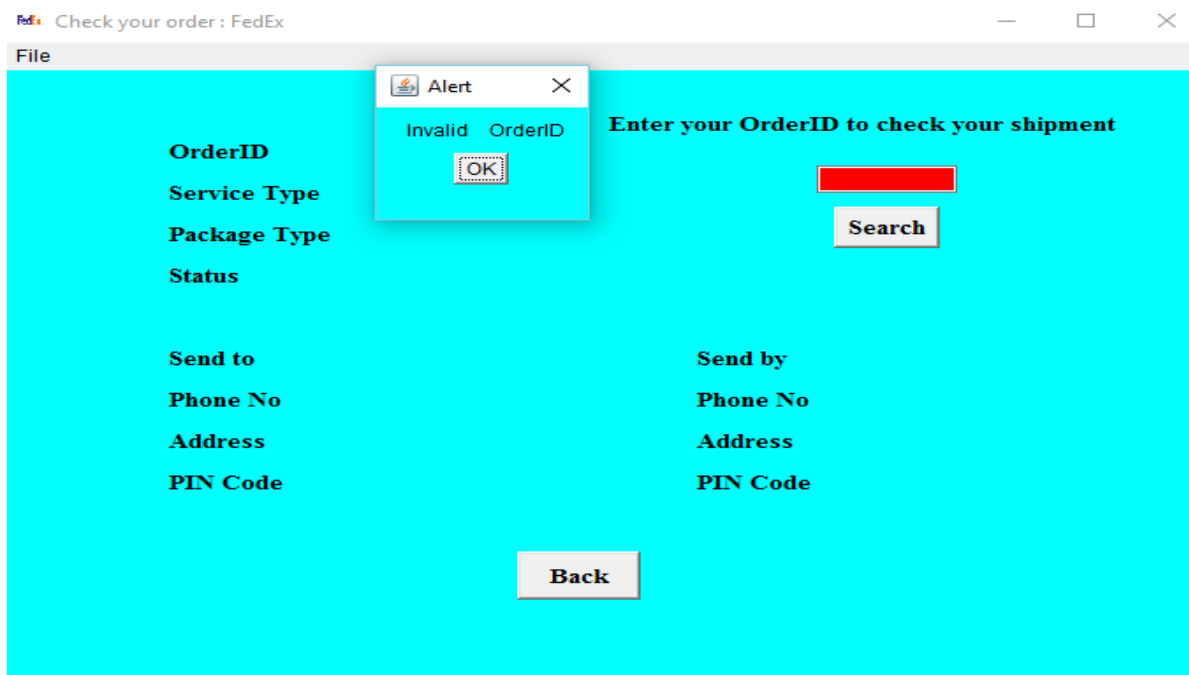 FedEx Check your order : FedEx
File
Alert
Invalid OrderID
OK
Enter your OrderID to check your shipment
Search
OrderID
Service Type
Package Type
Status
Send to
Phone No
Address
PIN Code
Send by
Phone No
Address
PIN Code
Back